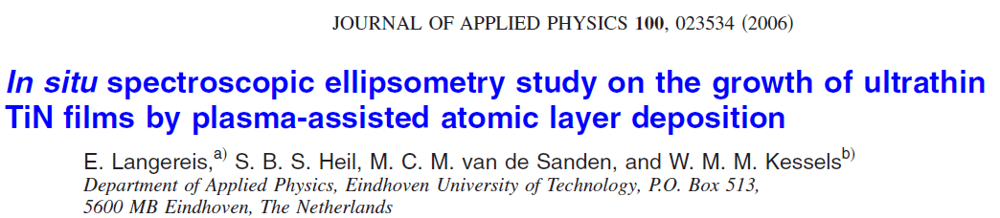 JOURNAL OF APPLIED PHYSICS 100, 023534 (2006)
In situ spectroscopic ellipsometry study on the growth of ultrathin
TiN films by plasma-assisted atomic layer deposition
E. Langereis,a) S. B. S. Heil, M. C. M. van de Sanden, and W. M. M. Kesselsb)
Department of Applied Physics, Eindhoven University of Technology, P.O. Box 513,
5600 MB Eindhoven, The Netherlands